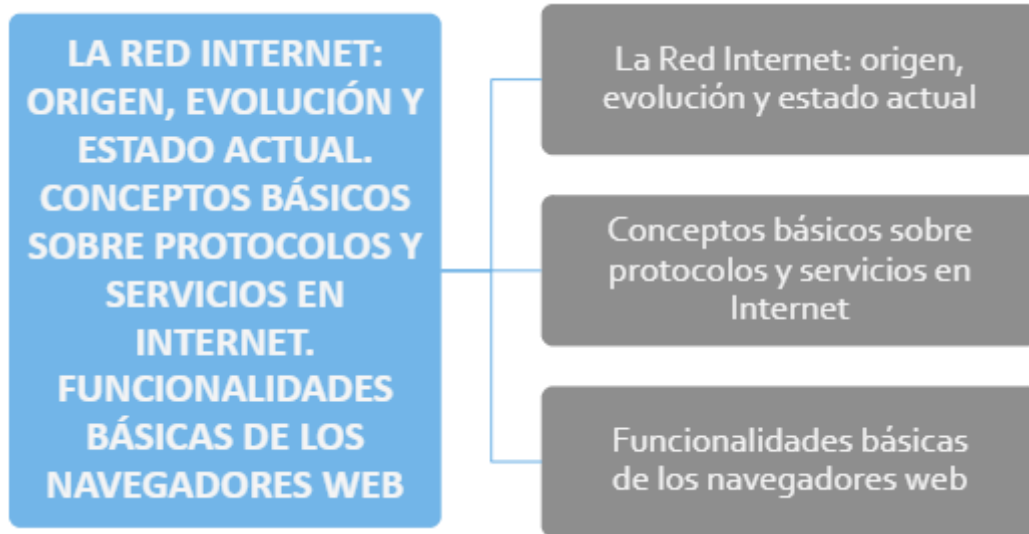 LA RED INTERNET:
ORIGEN, EVOLUCIÓN Y
ESTADO ACTUAL.
CONCEPTOS BÁSICOS
SOBRE PROTOCOLOS Y
SERVICIOS EN
INTERNET.
FUNCIONALIDADES
BÁSICAS DE LOS
NAVEGADORES WEB
La Red Internet: origen,
evolución y estado actual
Conceptos básicos sobre
protocolos y servicios en
Internet
Funcionalidades básicas
de los navegadores web